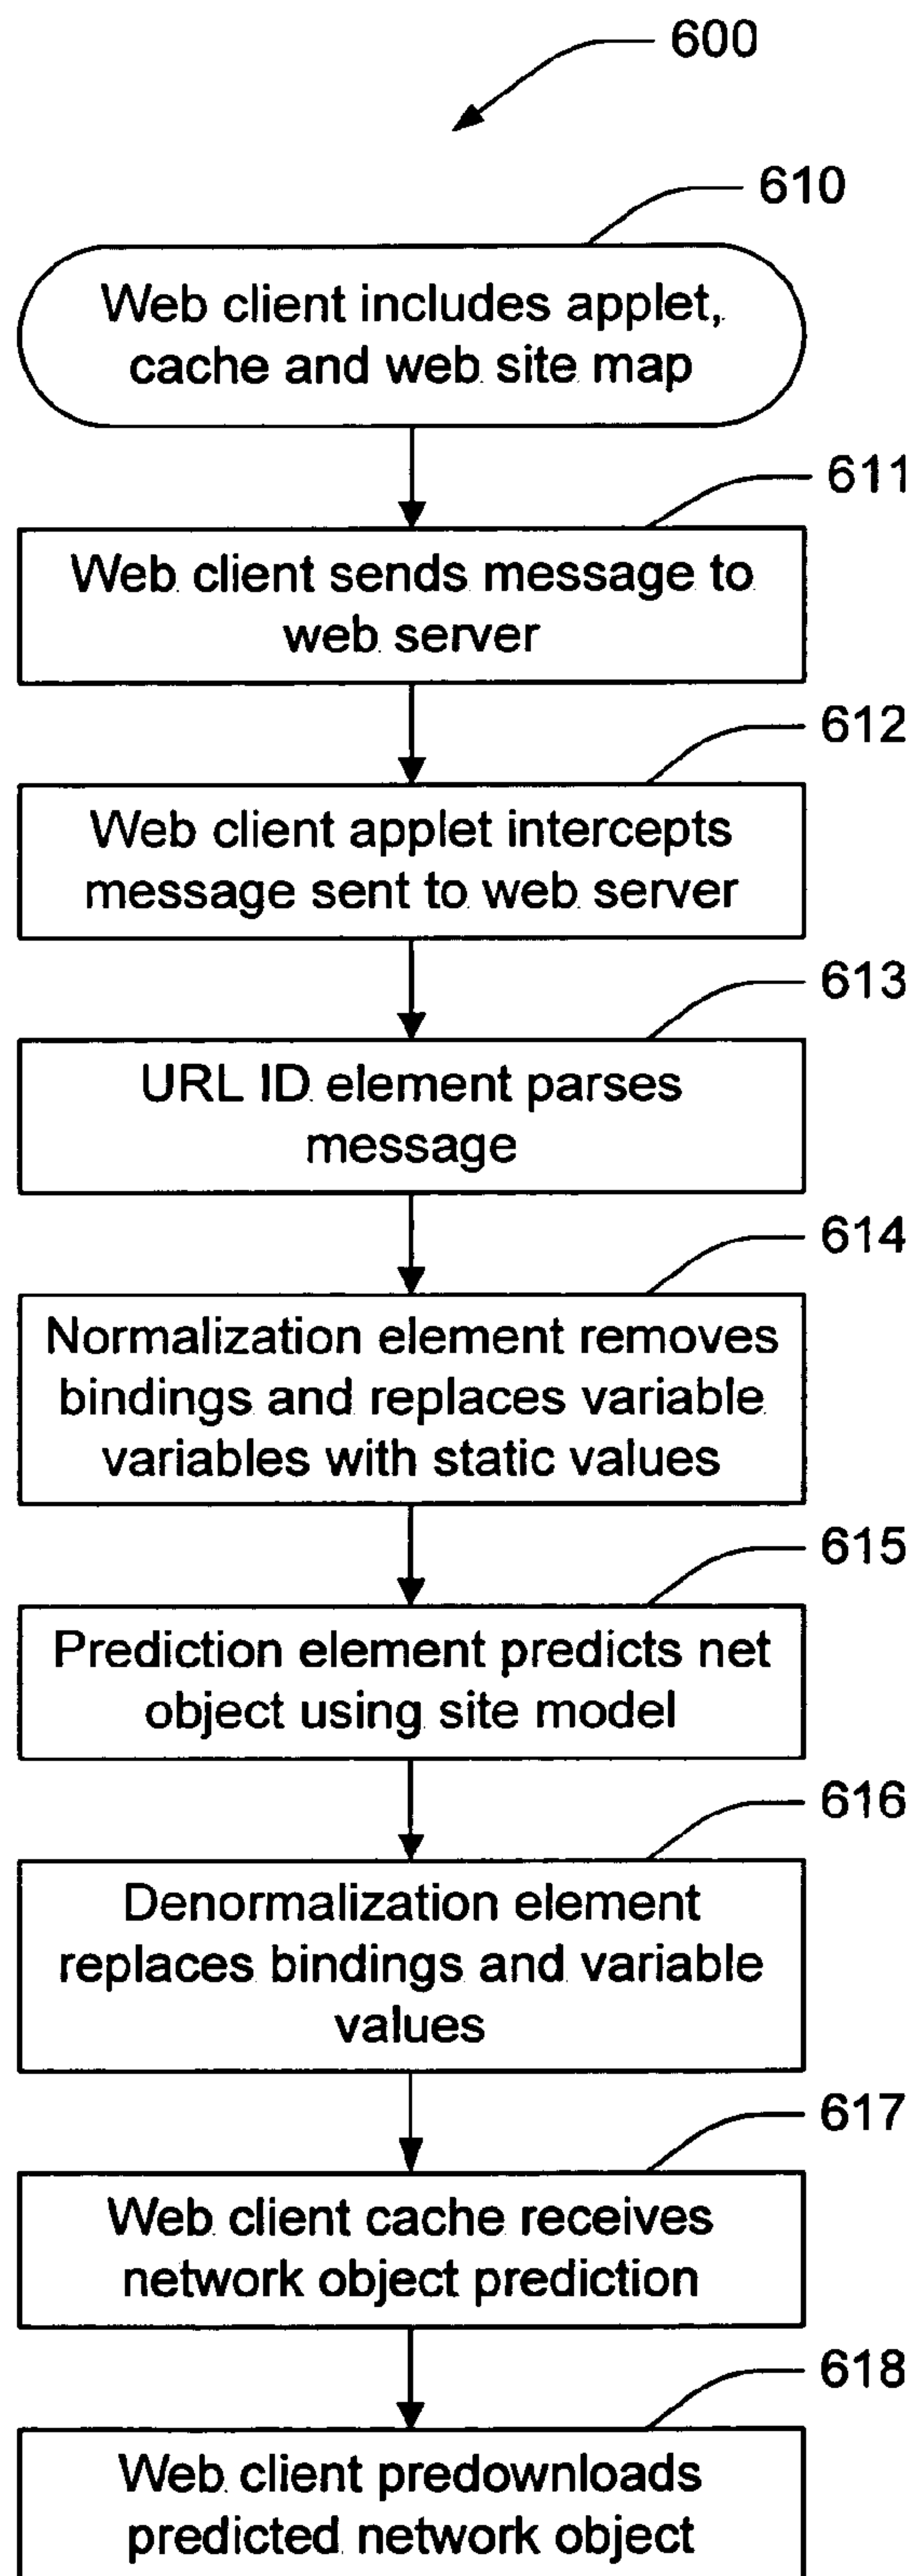 600
610
Web client includes applet,
cache and web site map
611
Web client sends message to
web server
612
Web client applet intercepts
message sent to web server
613
URL ID element parses
message
614
Normalization element removes
bindings and replaces variable
variables with static values
615
Prediction element predicts net
object using site model
616
Denormalization element
replaces bindings and variable
values
617
Web client cache receives
network object prediction
618
Web client predownloads
predicted network object